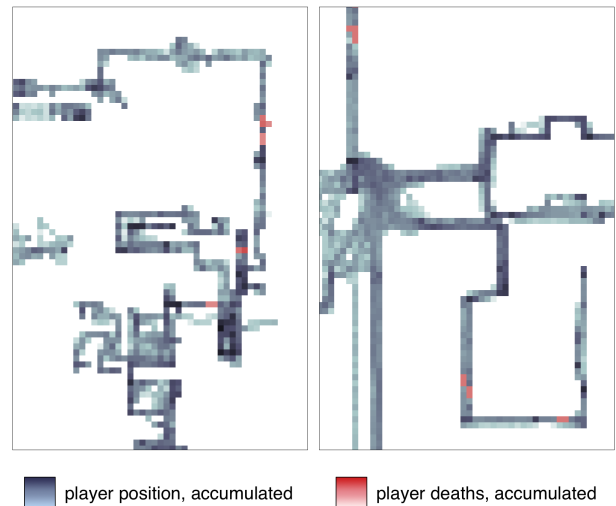 player position, accumulated
player deaths, accumulated